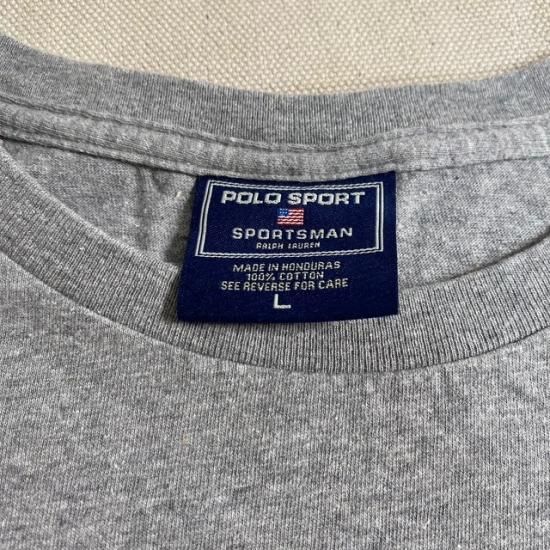 POLO SPORT
SPORTSMAN
RALPH LAUREN
MADE IN HONDURAS
100% COTTON
SEE REVERSE FOR CARE
L